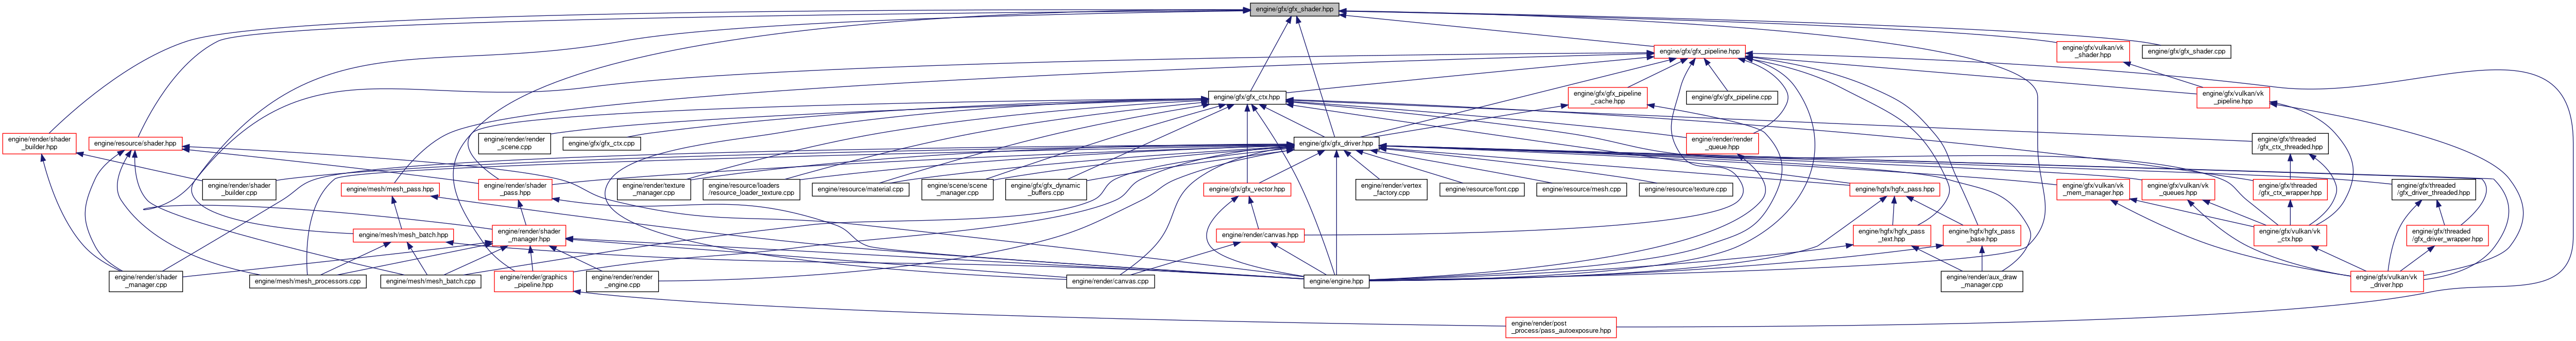 engine/gfx/gfx_shader.hpp
engine/gfx/gfx_pipeline.hpp
engine/gfx/vulkan/vk
_shader.hpp
engine/gfx/gfx_shader.cpp
engine/gfx/gfx_ctx.hpp
engine/gfx/gfx_pipeline
_cache.hpp
engine/gfx/gfx_pipeline.cpp
engine/gfx/vulkan/vk
_pipeline.hpp
engine/render/shader
_builder.hpp
engine/resource/shader.hpp
engine/render/render
_scene.cpp
engine/gfx/gfx_ctx.cpp
engine/gfx/gfx_driver.hpp
engine/render/render
_queue.hpp
engine/gfx/threaded
/gfx_ctx_threaded.hpp
engine/render/shader
_builder.cpp
engine/mesh/mesh_pass.hpp
engine/render/shader
_pass.hpp
engine/render/texture
_manager.cpp
engine/resource/loaders
/resource_loader_texture.cpp
engine/resource/material.cpp
engine/scene/scene
_manager.cpp
engine/gfx/gfx_dynamic
_buffers.cpp
engine/gfx/gfx_vector.hpp
engine/render/vertex
_factory.cpp
engine/resource/font.cpp
engine/resource/mesh.cpp
engine/resource/texture.cpp
engine/hgfx/hgfx_pass.hpp
engine/gfx/vulkan/vk
_mem_manager.hpp
engine/gfx/vulkan/vk
_queues.hpp
engine/gfx/threaded
/gfx_ctx_wrapper.hpp
engine/gfx/threaded
/gfx_driver_threaded.hpp
engine/mesh/mesh_batch.hpp
engine/render/shader
_manager.hpp
engine/render/canvas.hpp
engine/hgfx/hgfx_pass
_text.hpp
engine/hgfx/hgfx_pass
_base.hpp
engine/gfx/vulkan/vk
_ctx.hpp
engine/gfx/threaded
/gfx_driver_wrapper.hpp
engine/render/shader
_manager.cpp
engine/mesh/mesh_processors.cpp
engine/mesh/mesh_batch.cpp
engine/render/graphics
_pipeline.hpp
engine/render/render
_engine.cpp
engine/render/canvas.cpp
engine/engine.hpp
engine/render/aux_draw
_manager.cpp
engine/gfx/vulkan/vk
_driver.hpp
engine/render/post
_process/pass_autoexposure.hpp